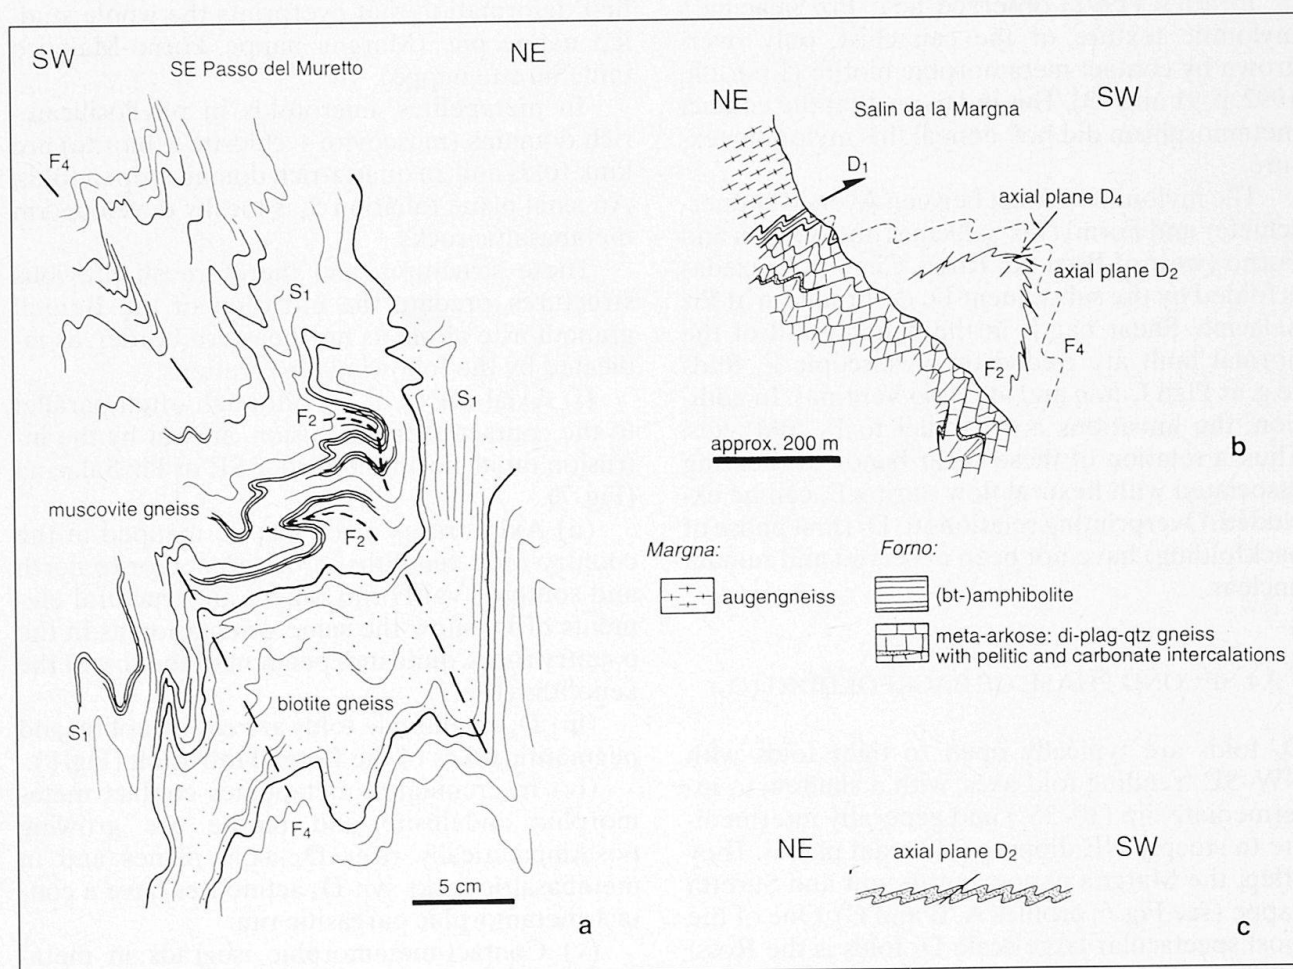 SW
SE Passo del Muretto
NE
F4
S1
S1
F2
muscovite gneiss
F2
S1
biotite gneiss
F4
5 cm
a
NE
SW
Salin da la Margna
D1
axial plane D4
axial plane D2
F4
F2
approx. 200 m
b
Margna:
augengneiss
Forno:
(bt-)amphibolite
meta-arkose: di-plag-qtz gneiss
with pelitic and carbonate intercalations
NE
axial plane D2
SW
c